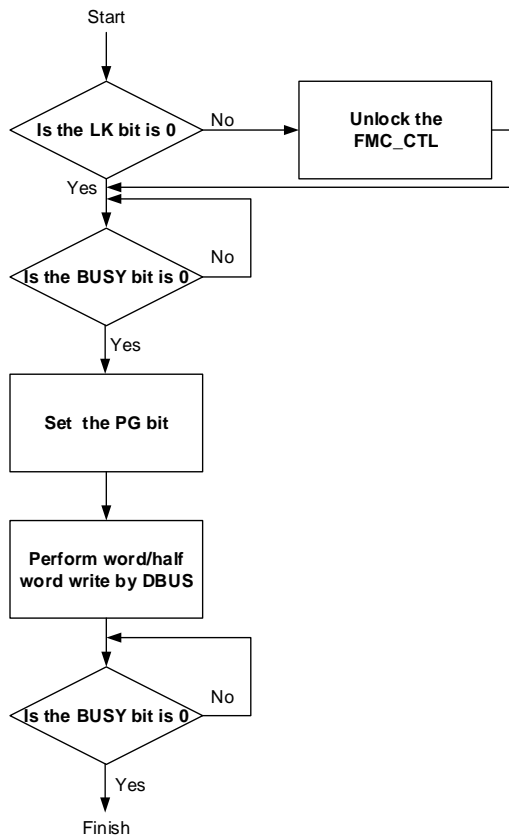 Start
Is the LK bit is 0
No
Unlock the
FMC_CTL
Yes
No
Is the BUSY bit is 0
Yes
Set the PG bit
Perform word/half
word write by DBUS
No
Is the BUSY bit is 0
Yes
Finish